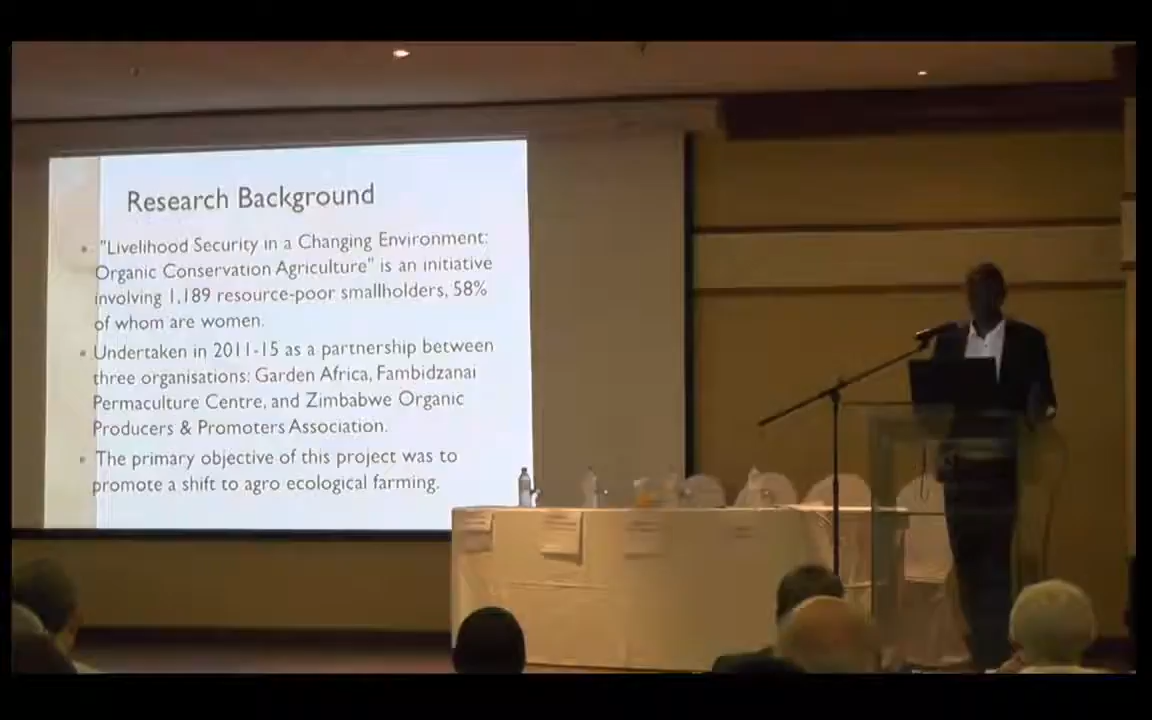 Research Background
• "Livelihood Security in a Changing Environment:
Organic Conservation Agriculture" is an initiative
involving 1,189 resource-poor smallholders, 58%
of whom are women.
• Undertaken in 2011-15 as a partnership between
three organisations: Garden Africa, Fambidzanai
Permaculture Centre, and Zimbabwe Organic
Producers & Promoters Association.
• The primary objective of this project was to
promote a shift to agro ecological farming.